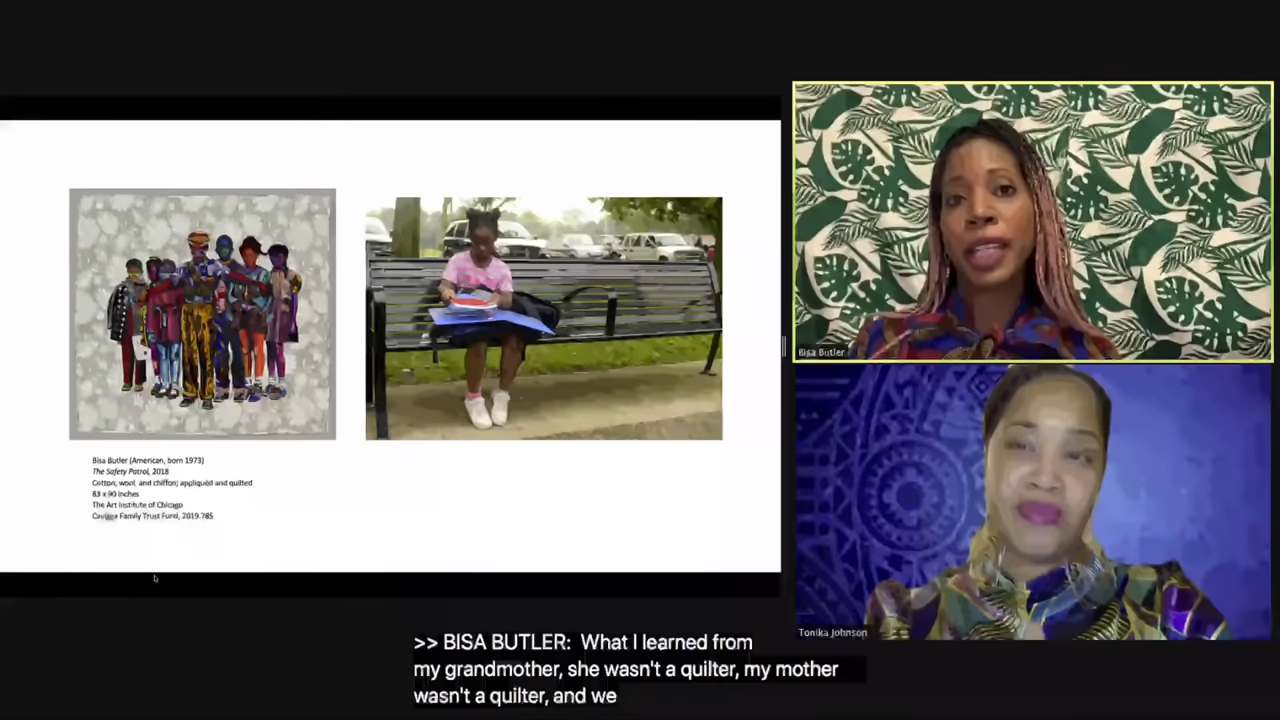 Bisa Butler (American, born 1973)
The Safety Patrol, 2018
Cotton, wool, and chiffon; appliquéd and quilted
83 x 90 inches
The Art Institute of Chicago
Cavigga Family Trust Fund, 2019.785
Bisa Butler
Tonika Johnson
>> BISA BUTLER: What I learned from
my grandmother, she wasn't a quilter, my mother
wasn't a quilter, and we